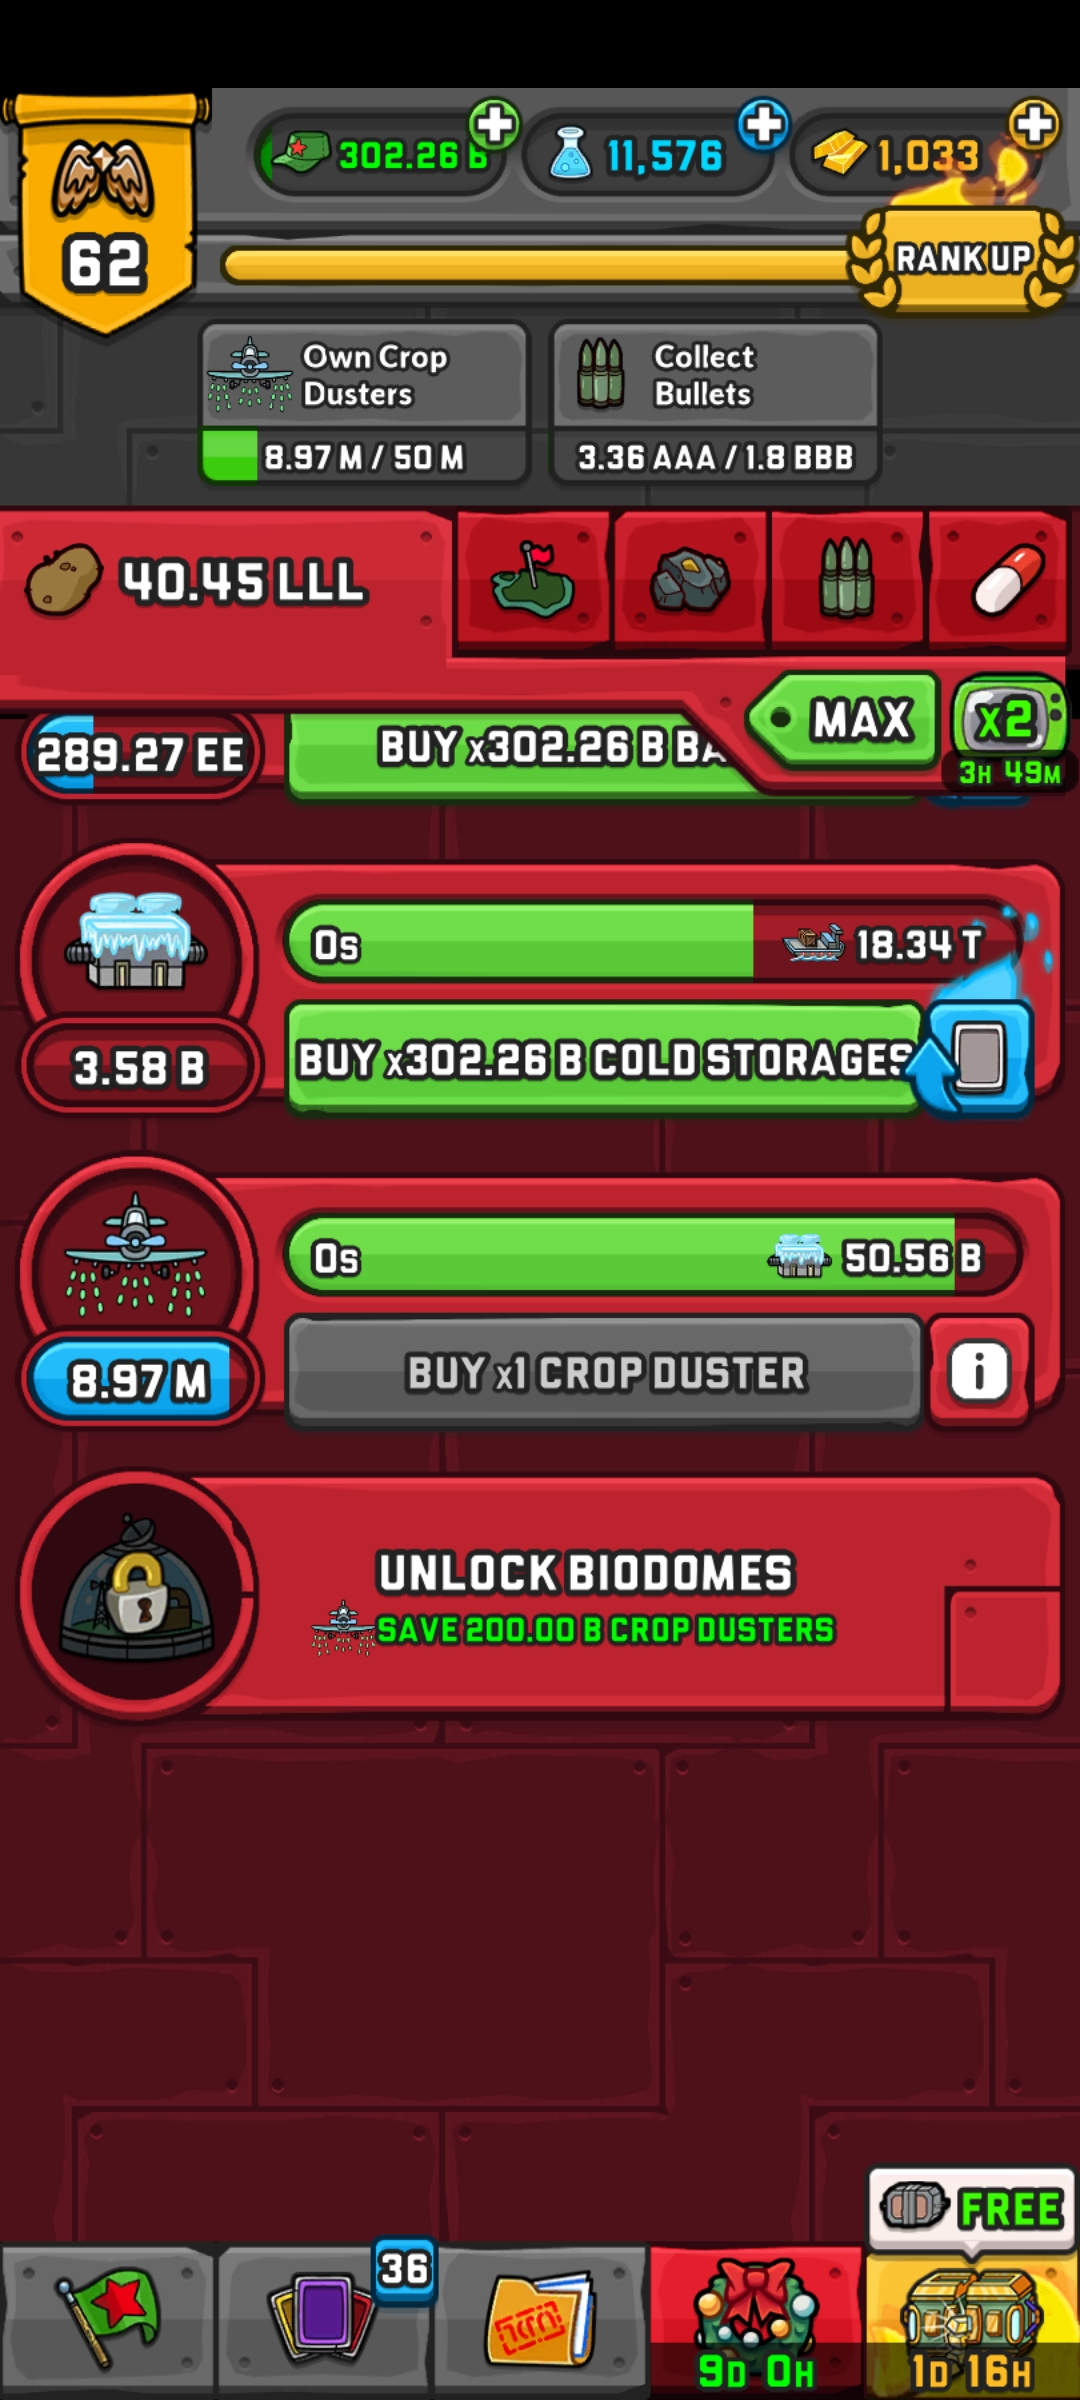 302.26 B
11,576
1,033
62
RANK UP
Own Crop
Dusters
8.97 M / 50 M
Collect
Bullets
3.36 AAA / 1.8 BBB
40.45 LLL
MAX
x2
3H 49M
289.27 EE
BUY x302.26 B BA
0s
18.34 T
3.58 B
BUY x302.26 B COLD STORAGES
0s
50.56 B
8.97 M
BUY x1 CROP DUSTER
i
UNLOCK BIODOMES
SAVE 200.00 B CROP DUSTERS
FREE
36
9D 0H
1D 16H